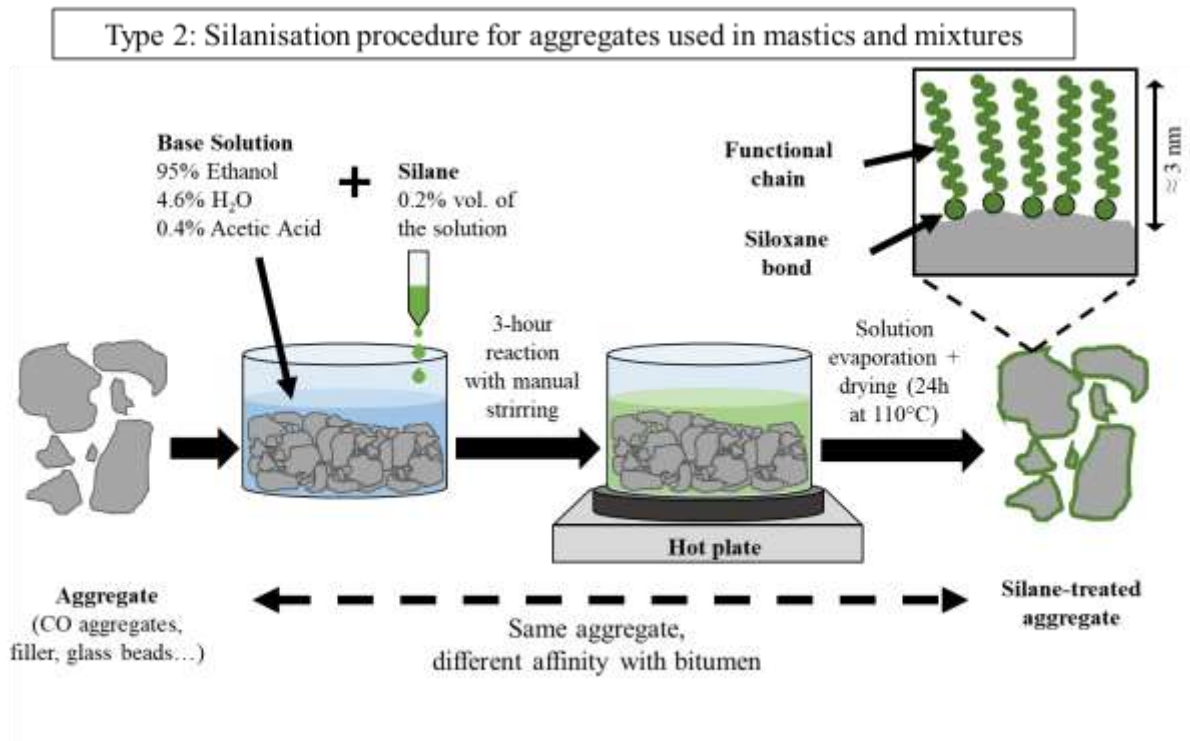 Type 2: Silanisation procedure for aggregates used in mastics and mixtures
Base Solution
95% Ethanol
4.6% H₂O
0.4% Acetic Acid
+
Silane
0.2% vol. of
the solution
Functional
chain
Siloxane
bond
≈ 3 nm
3-hour
reaction
with manual
strirring
Solution
evaporation +
drying (24h
at 110°C)
Hot plate
Aggregate
(CO aggregates,
filler, glass beads…)
Same aggregate,
different affinity with bitumen
Silane-treated
aggregate